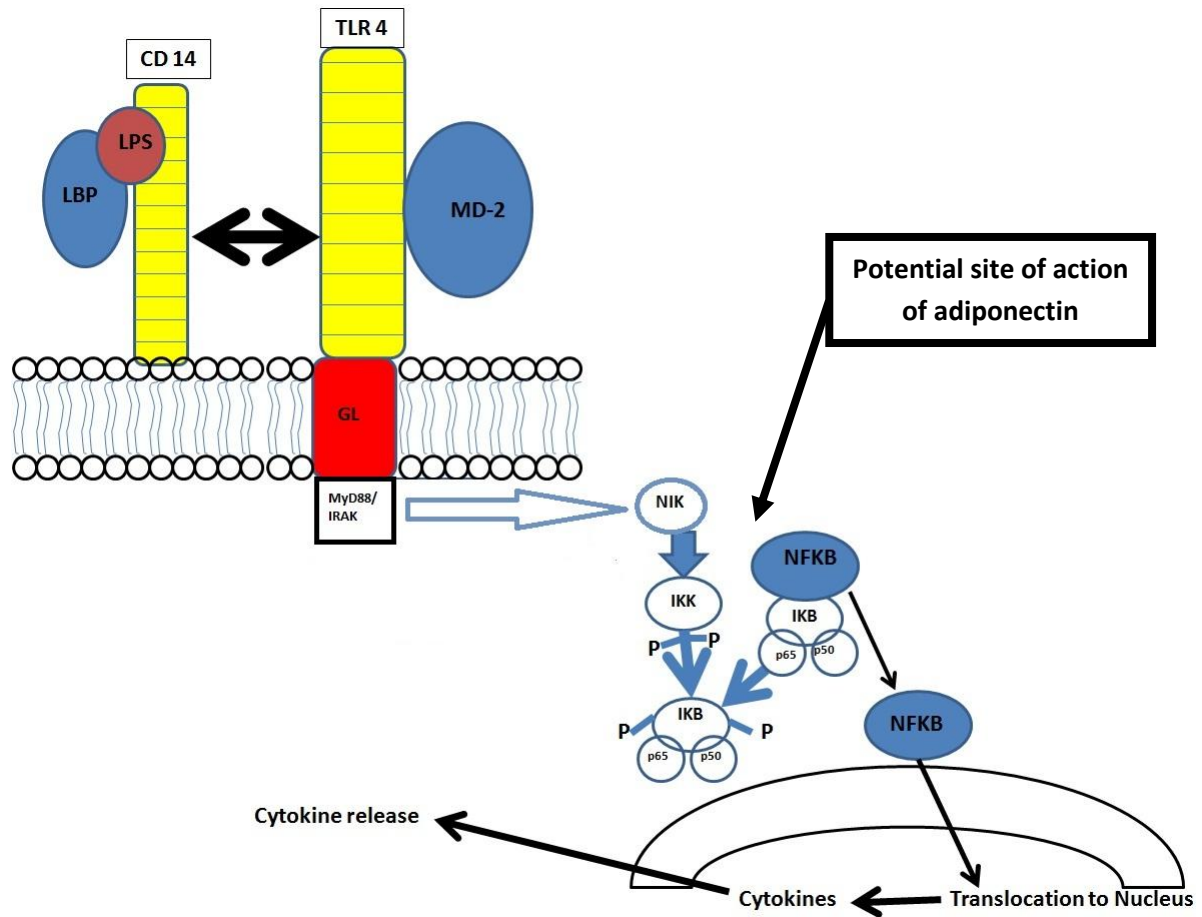 TLR 4
CD 14
LPS
LBP
MD-2
Potential site of action
of adiponectin
GL
MyD88/
IRAK
NIK
NFKB
IKK
IKB
P
P
p65
p50
IKB
P
P
p65
p50
NFKB
Cytokine release
Cytokines
Translocation to Nucleus